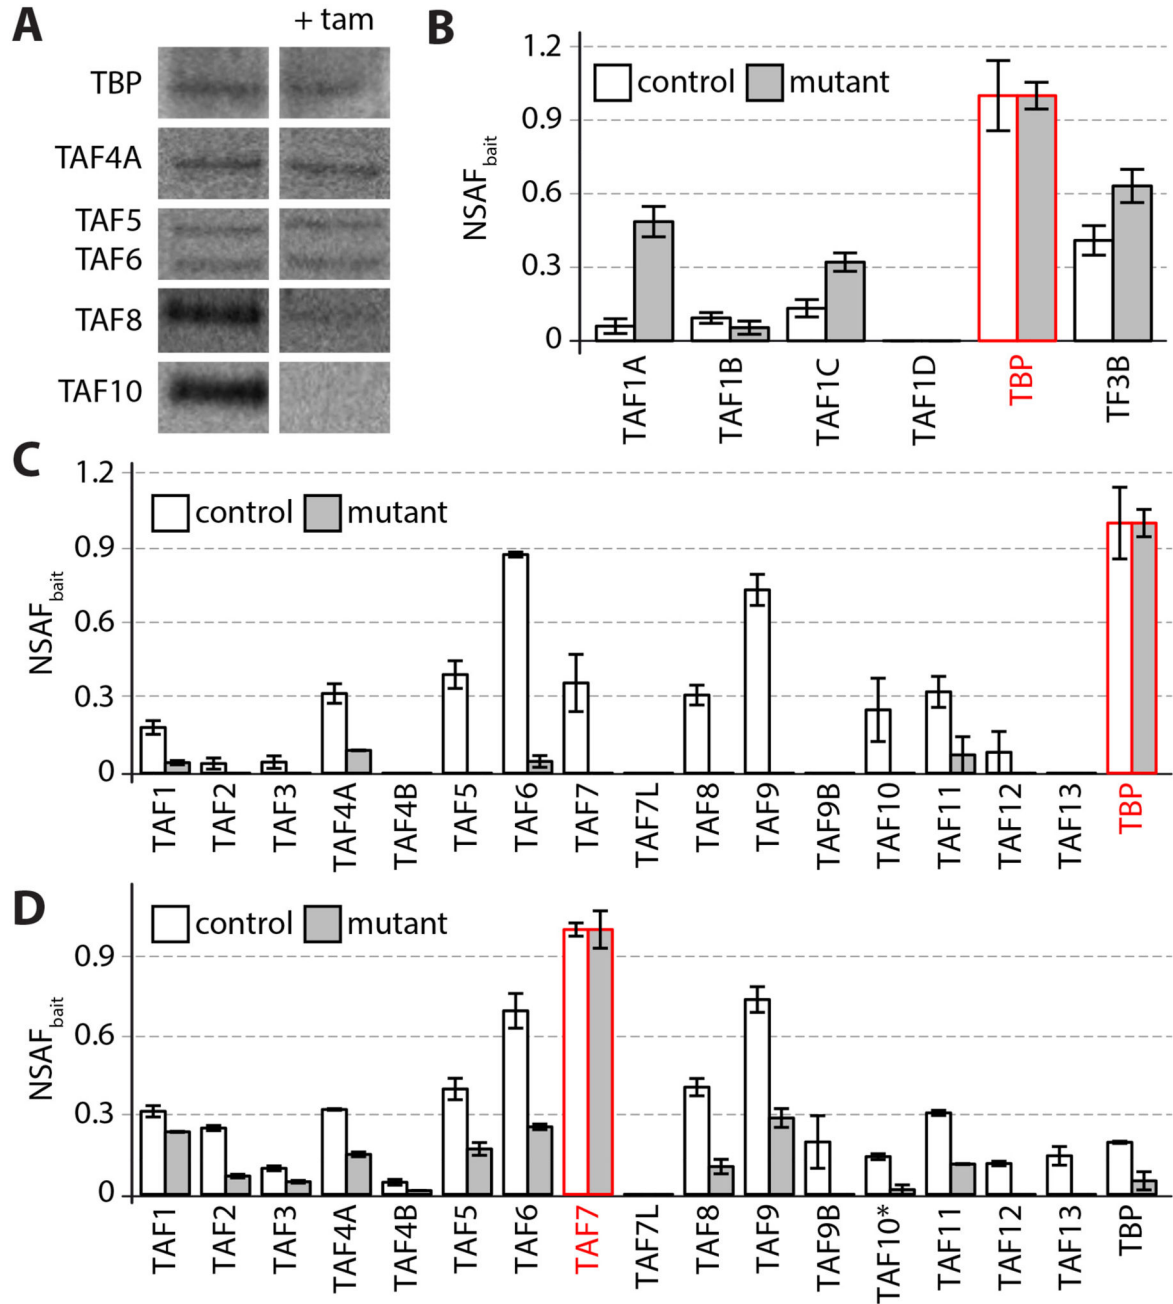 A
+ tam
TBP
TAF4A
TAF5
TAF6
TAF8
TAF10
B
1.2
0.9
0.6
0.3
0
NSAFbait
control
mutant
TAF1A
TAF1B
TAF1C
TAF1D
TBP
TF3B
C
1.2
0.9
0.6
0.3
0
NSAFbait
control
mutant
TAF1
TAF2
TAF3
TAF4A
TAF4B
TAF5
TAF6
TAF7
TAF7L
TAF8
TAF9
TAF9B
TAF10
TAF11
TAF12
TAF13
TBP
D
0.9
0.6
0.3
0
NSAFbait
control
mutant
TAF1
TAF2
TAF3
TAF4A
TAF4B
TAF5
TAF6
TAF7
TAF7L
TAF8
TAF9
TAF9B
TAF10*
TAF11
TAF12
TAF13
TBP